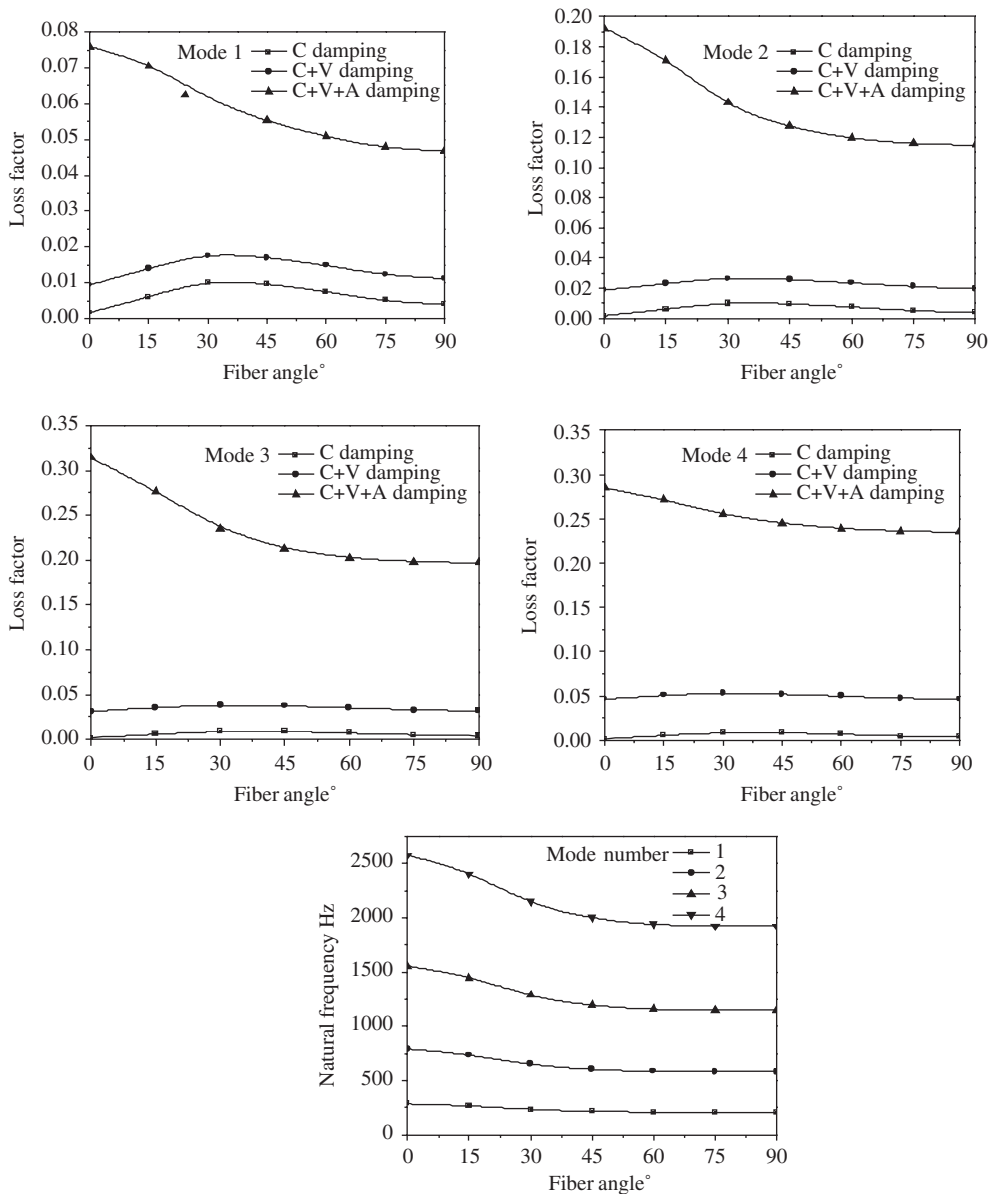 0.08
0.07
0.06
0.05
0.04
0.03
0.02
0.01
0.00
Loss factor
Mode 1
C damping
C+V damping
C+V+A damping
0 15 30 45 60 75 90
Fiber angle°
0.20
0.18
0.16
0.14
0.12
0.10
0.08
0.06
0.04
0.02
0.00
Loss factor
Mode 2
C damping
C+V damping
C+V+A damping
0 15 30 45 60 75 90
Fiber angle°
0.35
0.30
0.25
0.20
0.15
0.10
0.05
0.00
Loss factor
Mode 3
C damping
C+V damping
C+V+A damping
0 15 30 45 60 75 90
Fiber angle°
0.35
0.30
0.25
0.20
0.15
0.10
0.05
0.00
Loss factor
Mode 4
C damping
C+V damping
C+V+A damping
0 15 30 45 60 75 90
Fiber angle°
2500
2000
1500
1000
500
0
Natural frequency Hz
Mode number
1
2
3
4
0 15 30 45 60 75 90
Fiber angle°